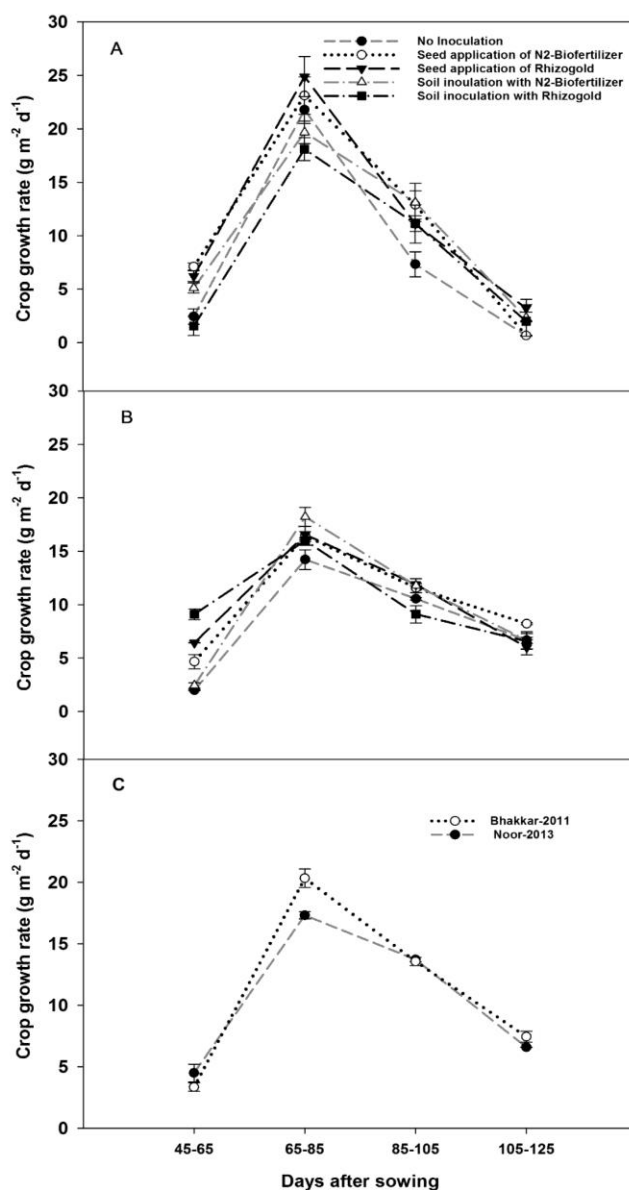 30
A
No Inoculation
Seed application of N2-Biofertilizer
Seed application of Rhizogold
Soil inoulation with N2-Biofertilizer
Soil inoculation with Rhizogold
25
20
15
10
5
0
Crop growth rate (g m-2 d-1)
30
B
25
20
15
10
5
0
Crop growth rate (g m-2 d-1)
30
C
Bhakkar-2011
Noor-2013
25
20
15
10
5
0
Crop growth rate (g m-2 d-1)
45-65 65-85 85-105 105-125
Days after sowing